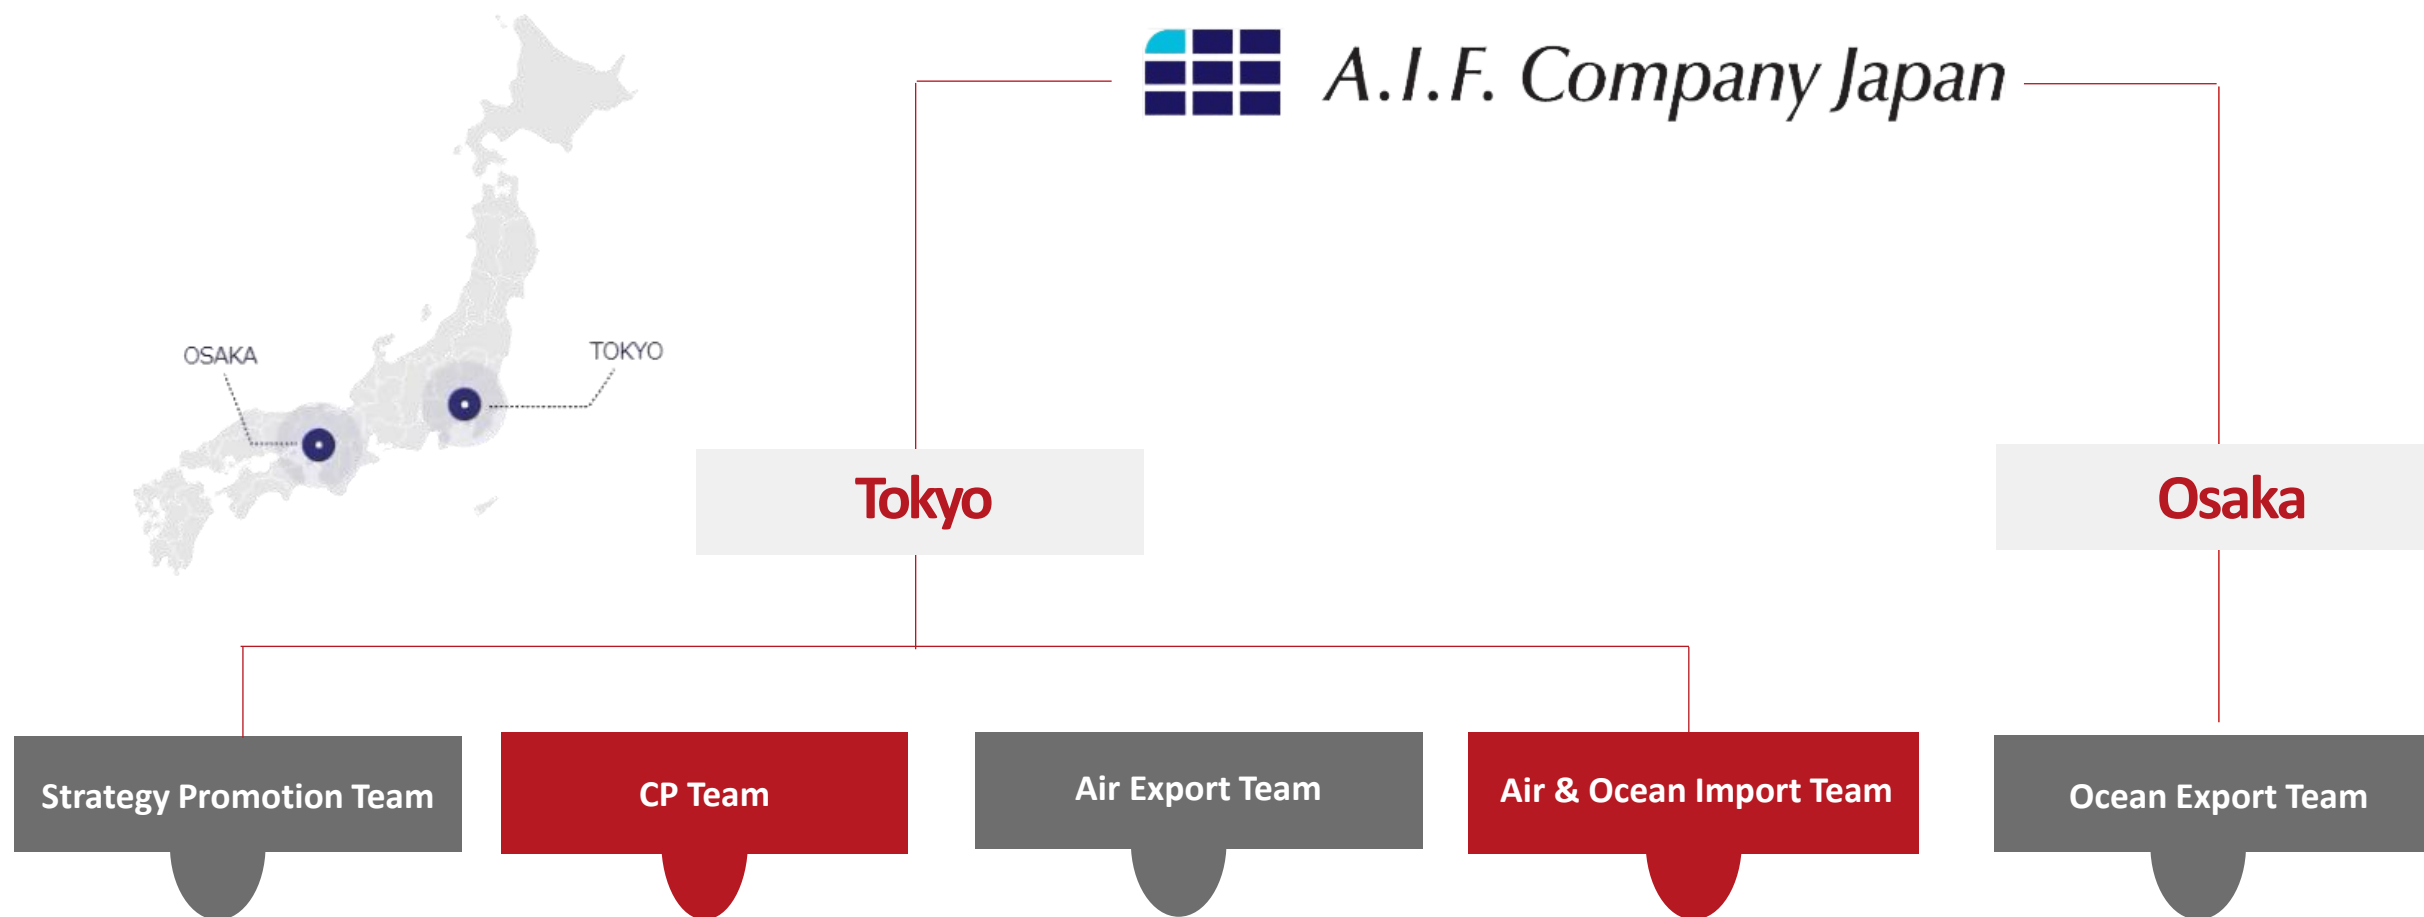 A.I.F. Company Japan
OSAKA
TOKYO
Tokyo
Osaka
Strategy Promotion Team
CP Team
Air Export Team
Air & Ocean Import Team
Ocean Export Team